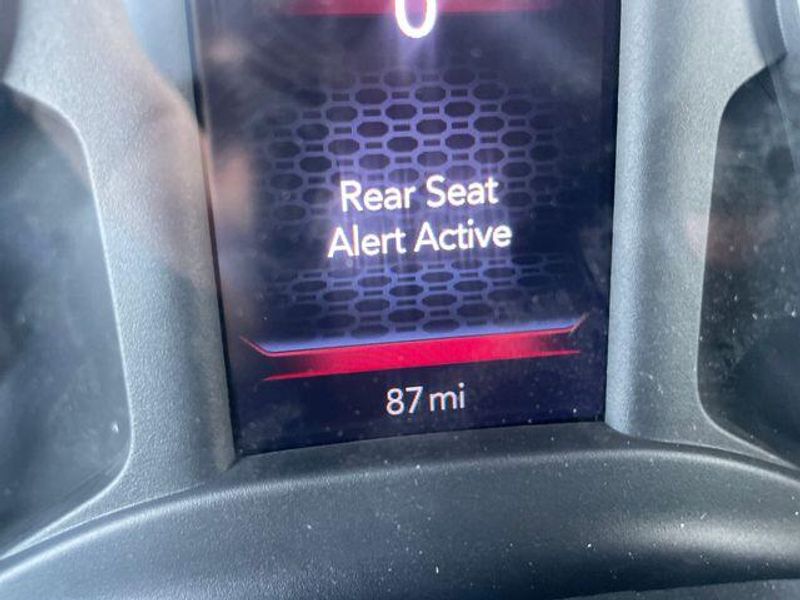 0
Rear Seat
Alert Active
87 mi